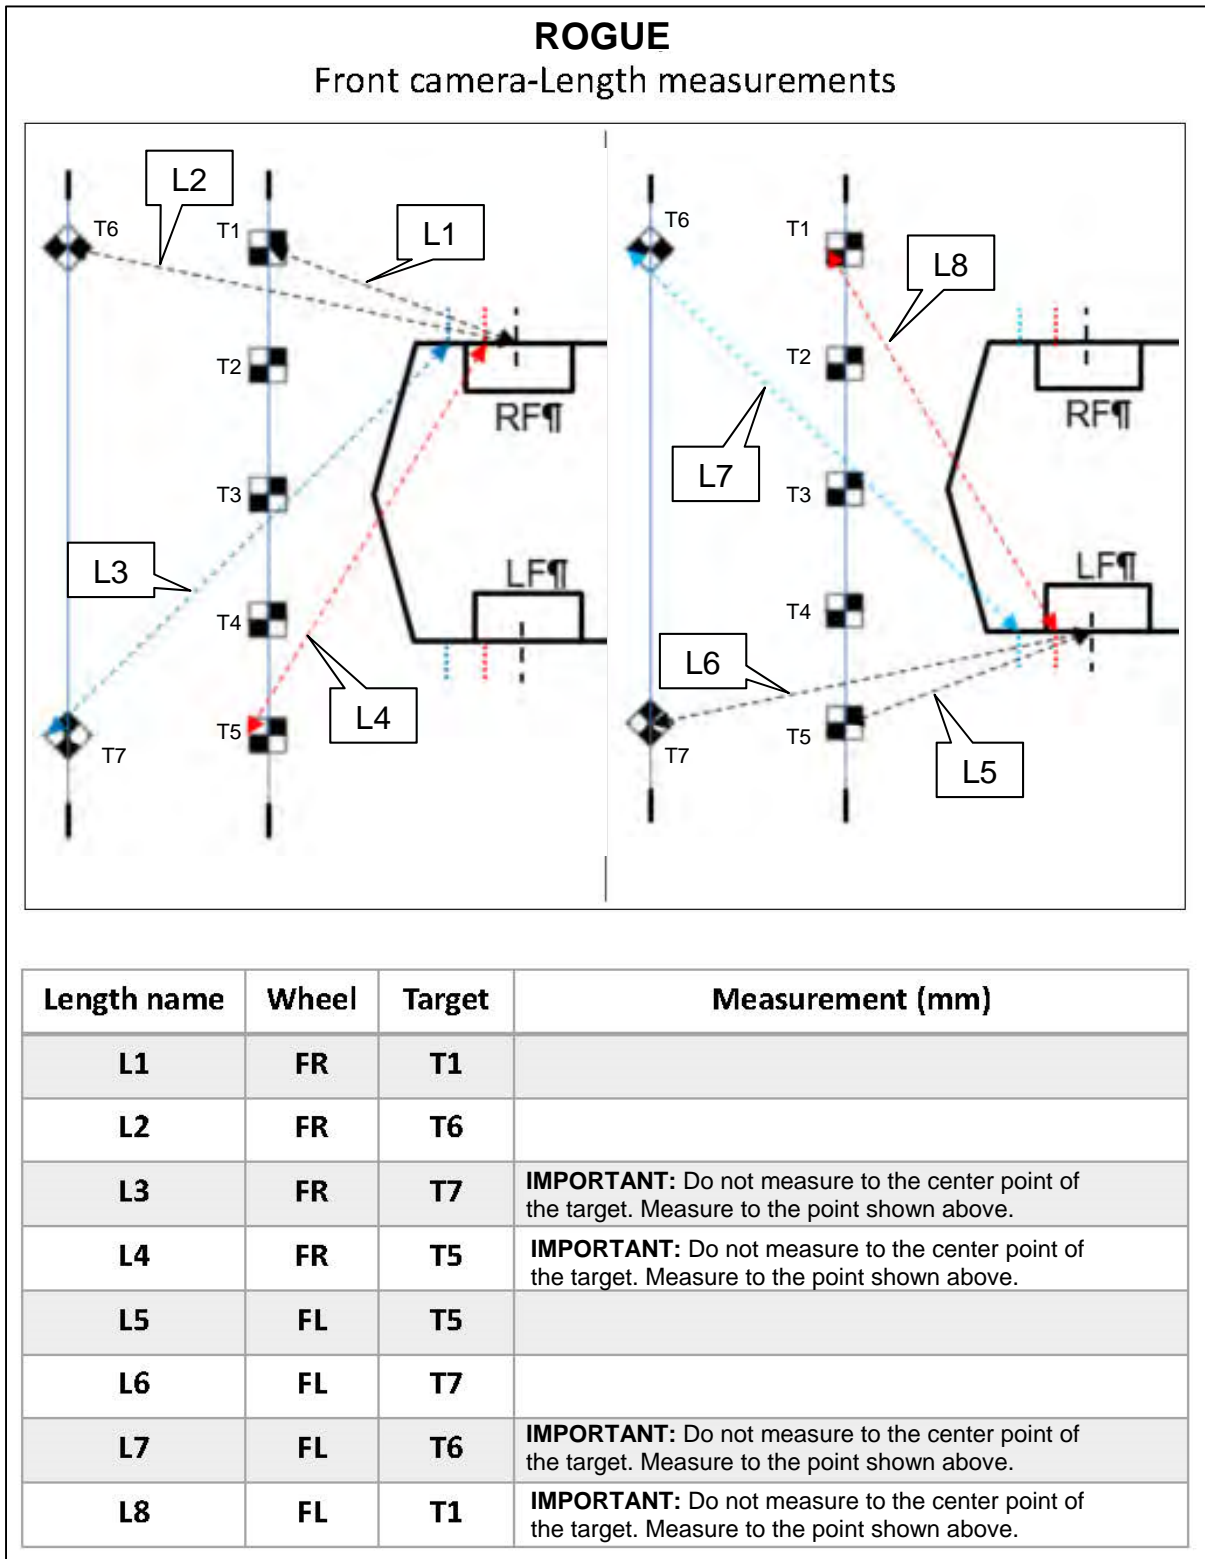 ROGUE
Front camera-Length measurements
L2
T6
T1
L1
T2
RF¶
T3
L3
LF¶
T4
L4
T5
T7
T6
T1
L8
T2
RF¶
L7
T3
LF¶
T4
L6
T5
T7
L5
Length name Wheel Target Measurement (mm)
L1 FR T1
L2 FR T6
L3 FR T7 IMPORTANT: Do not measure to the center point of
the target. Measure to the point shown above.
L4 FR T5 IMPORTANT: Do not measure to the center point of
the target. Measure to the point shown above.
L5 FL T5
L6 FL T7
L7 FL T6 IMPORTANT: Do not measure to the center point of
the target. Measure to the point shown above.
L8 FL T1 IMPORTANT: Do not measure to the center point of
the target. Measure to the point shown above.